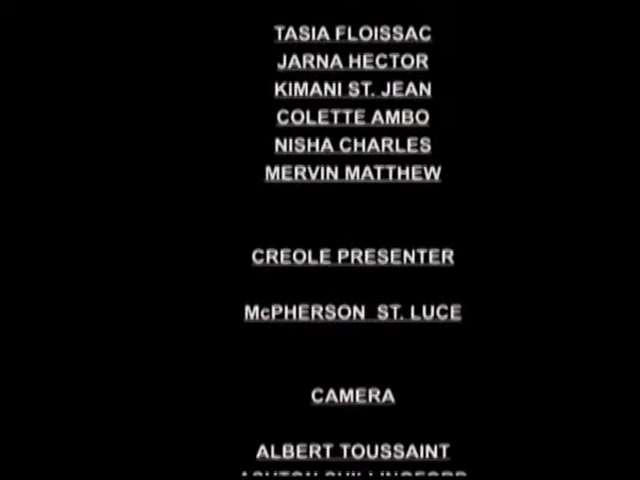 TASIA FLOISSAC
JARNA HECTOR
KIMANI ST. JEAN
COLETTE AMBO
NISHA CHARLES
MERVIN MATTHEW
CREOLE PRESENTER
McPHERSON ST. LUCE
CAMERA
ALBERT TOUSSAINT